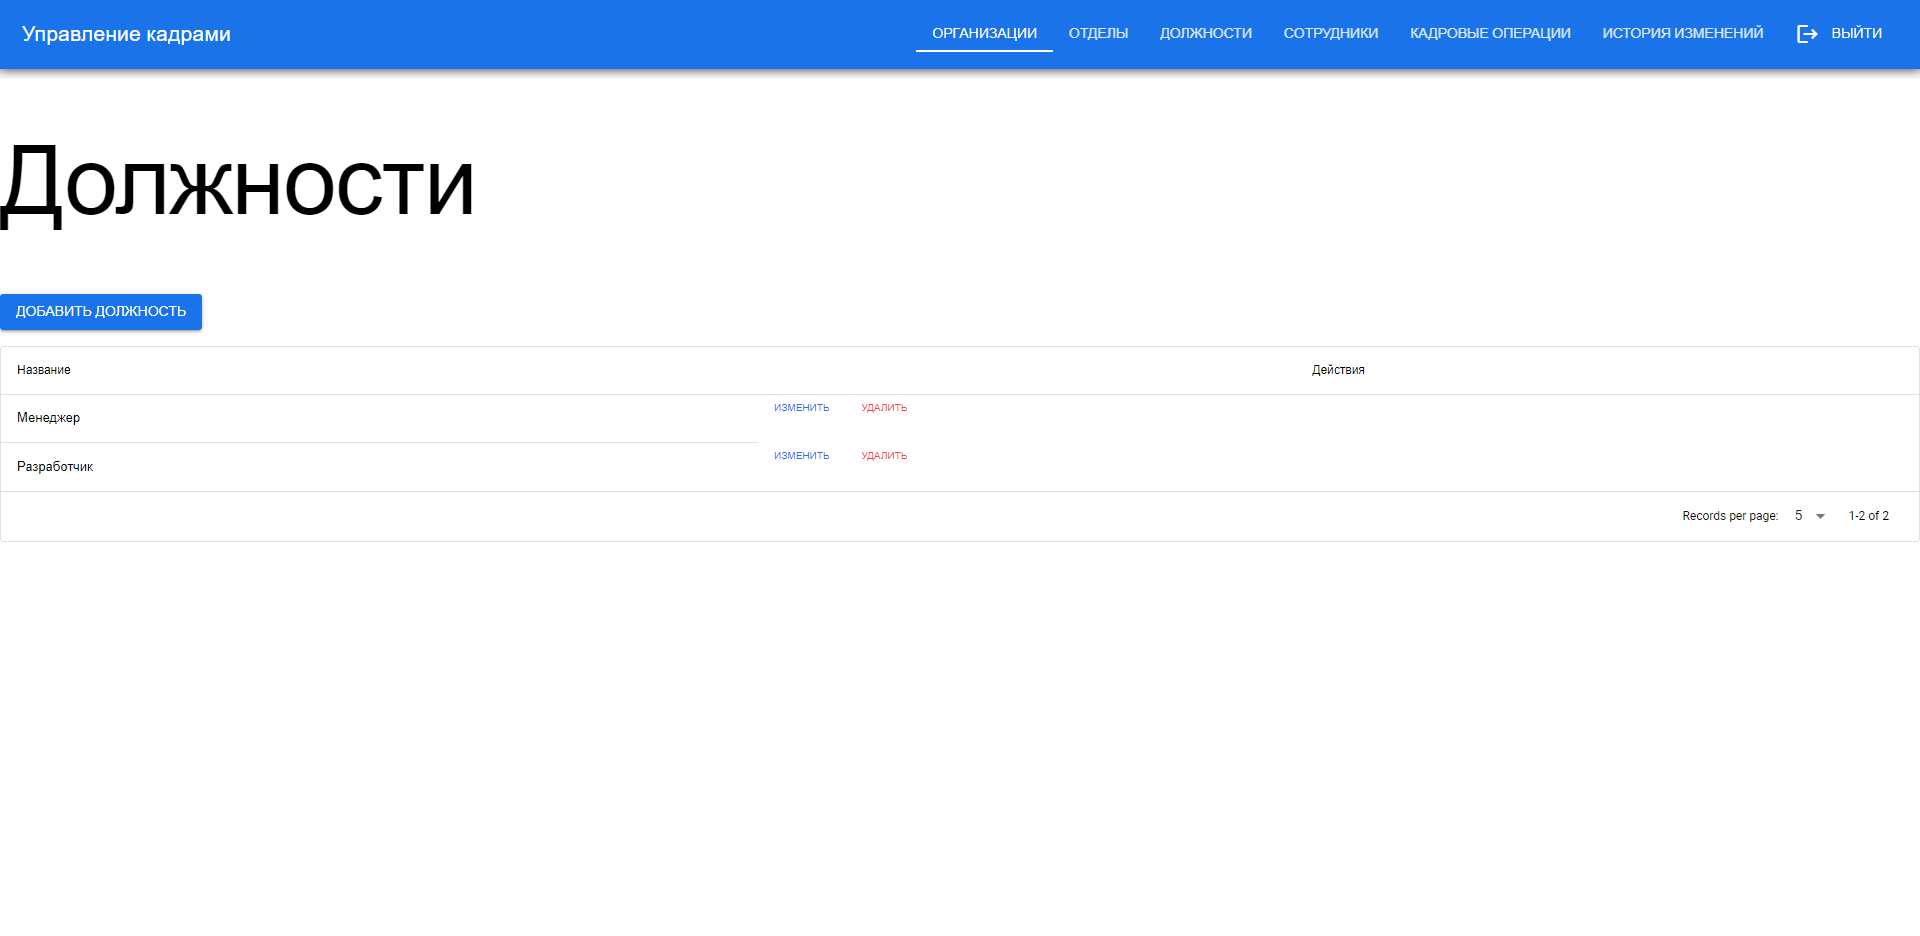 Управление кадрами ОРГАНИЗАЦИИ ОТДЕЛЫ ДОЛЖНОСТИ СОТРУДНИКИ КАДРОВЫЕ ОПЕРАЦИИ ИСТОРИЯ ИЗМЕНЕНИЙ ВЫЙТИ
Должности
ДОБАВИТЬ ДОЛЖНОСТЬ
Название Действия
Менеджер ИЗМЕНИТЬ УДАЛИТЬ
Разработчик ИЗМЕНИТЬ УДАЛИТЬ
Records per page: 5 1-2 of 2